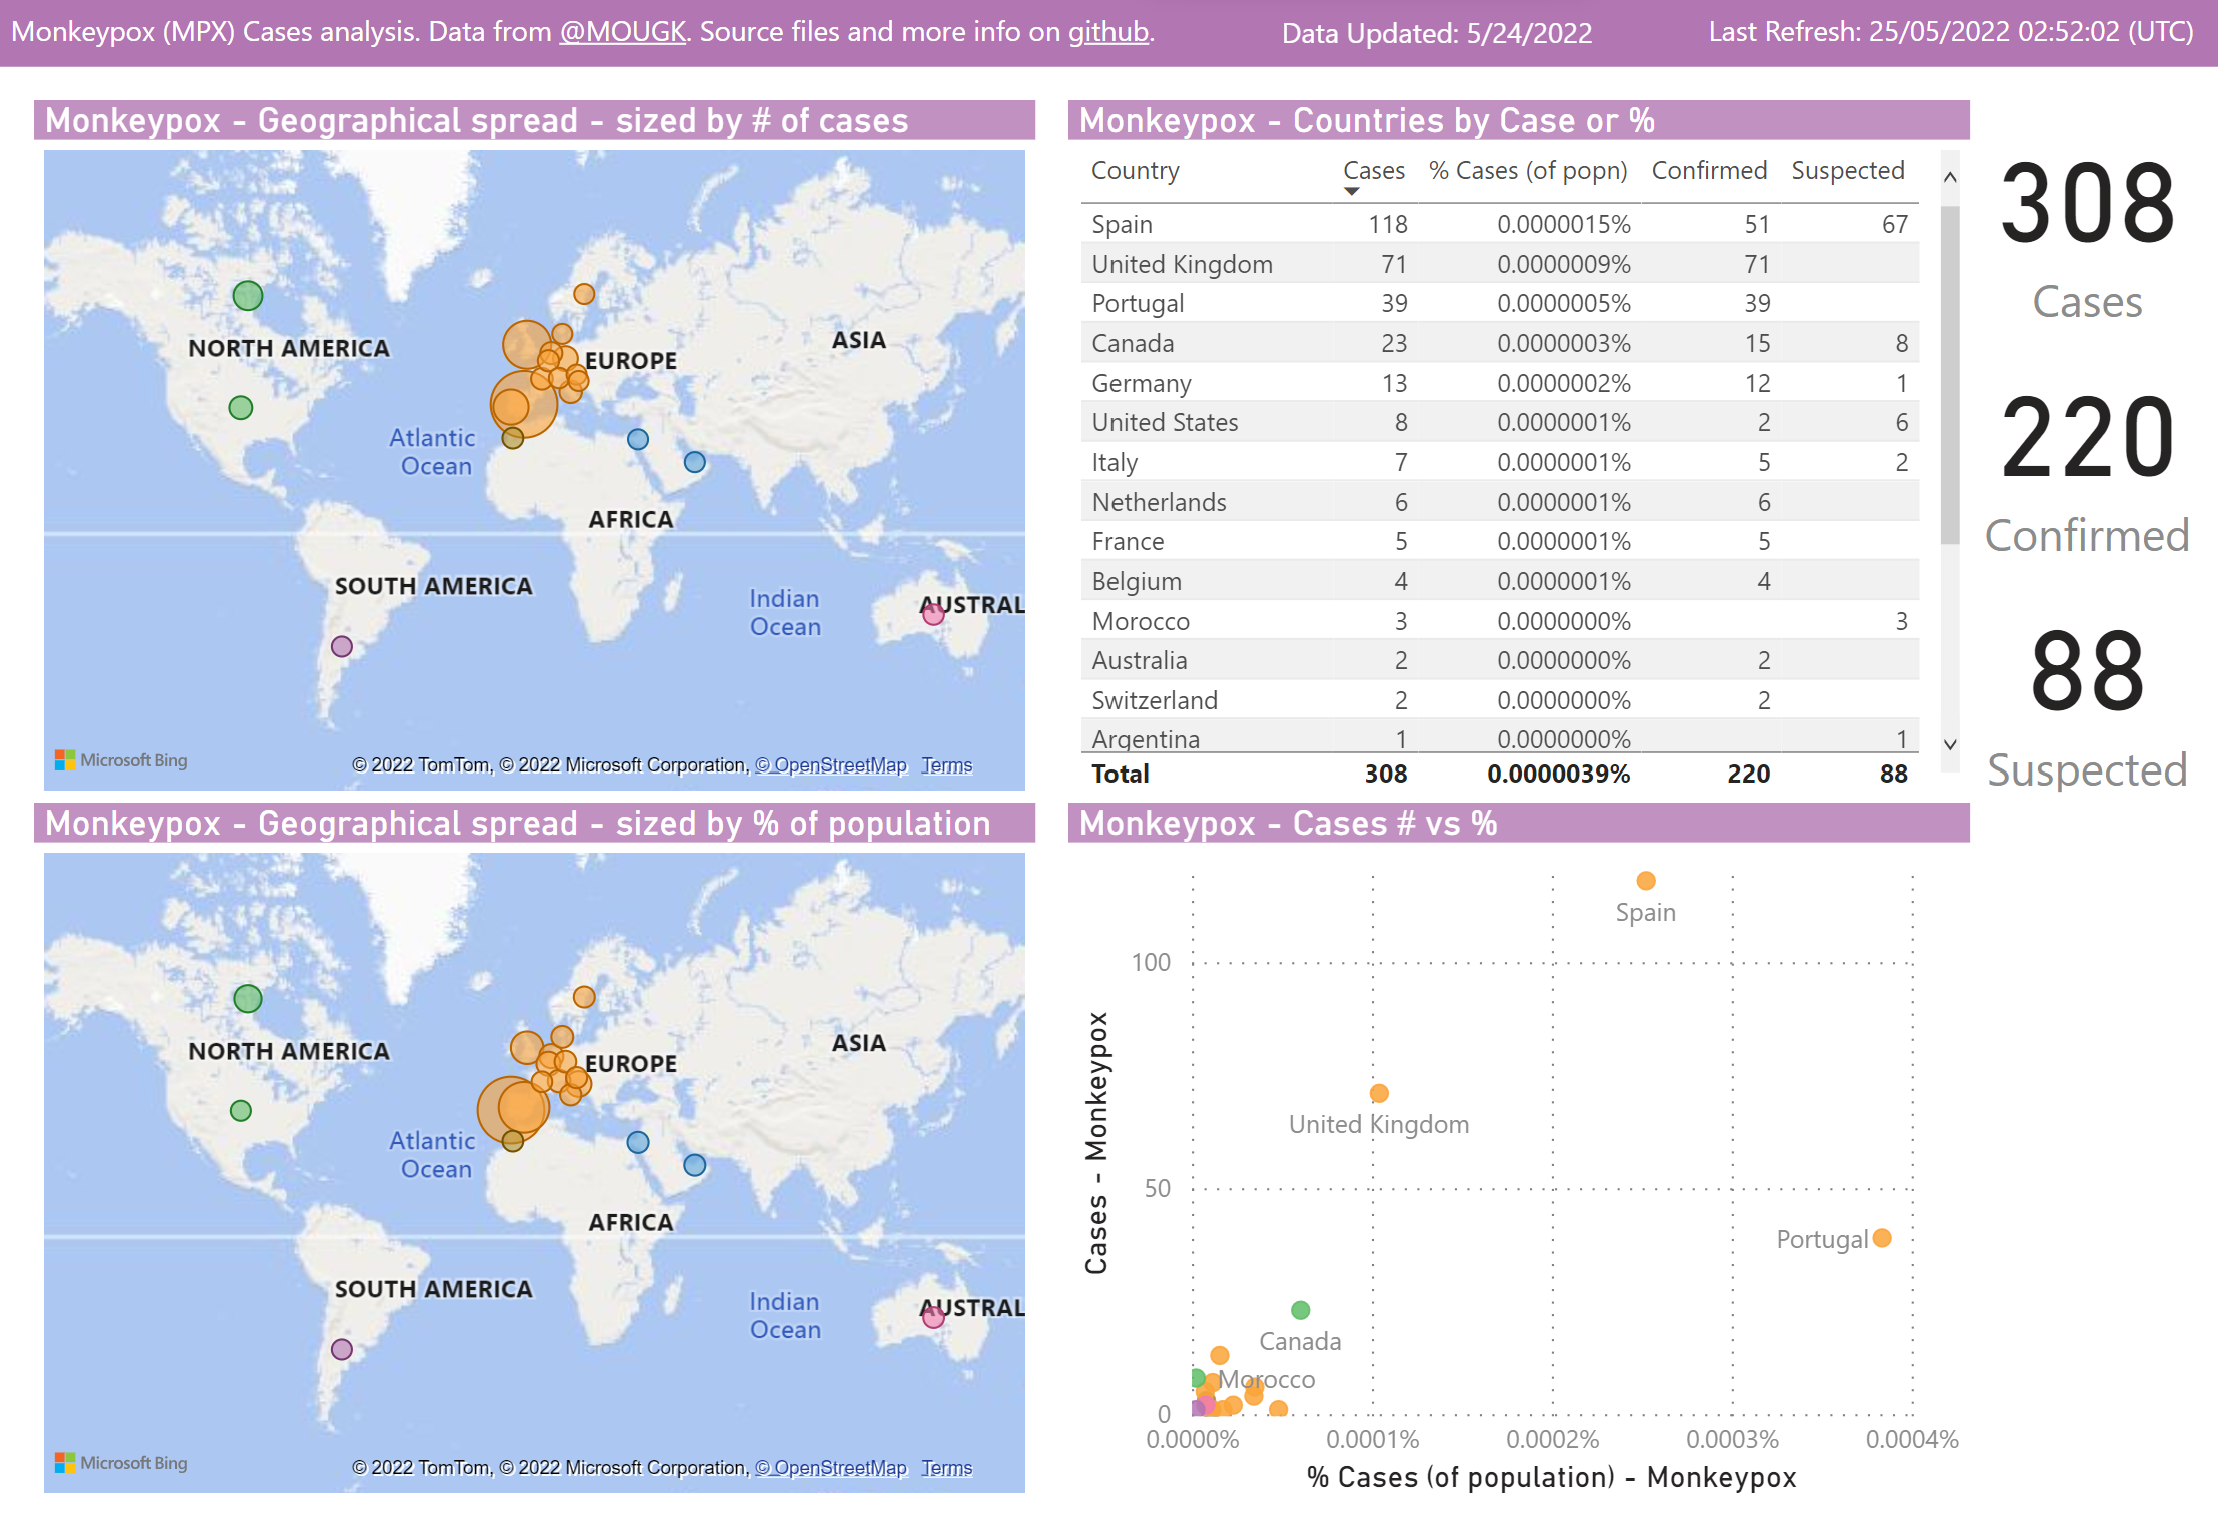 Monkeypox (MPX) Cases analysis. Data from @MOUGK. Source files and more info on github.
Data Updated: 5/24/2022
Last Refresh: 25/05/2022 02:52:02 (UTC)
Monkeypox - Geographical spread - sized by # of cases
NORTH AMERICA
EUROPE
ASIA
Atlantic
Ocean
AFRICA
SOUTH AMERICA
Indian
Ocean
AUSTRAL
Microsoft Bing
© 2022 TomTom, © 2022 Microsoft Corporation, © OpenStreetMap Terms
Monkeypox - Countries by Case or %
Country Cases % Cases (of popn) Confirmed Suspected
Spain 118 0.0000015% 51 67
United Kingdom 71 0.0000009% 71
Portugal 39 0.0000005% 39
Canada 23 0.0000003% 15 8
Germany 13 0.0000002% 12 1
United States 8 0.0000001% 2 6
Italy 7 0.0000001% 5 2
Netherlands 6 0.0000001% 6
France 5 0.0000001% 5
Belgium 4 0.0000001% 4
Morocco 3 0.0000000% 3
Australia 2 0.0000000% 2
Switzerland 2 0.0000000% 2
Argentina 1 0.0000000% 1
Total 308 0.0000039% 220 88
308
Cases
220
Confirmed
88
Suspected
Monkeypox - Geographical spread - sized by % of population
NORTH AMERICA
EUROPE
ASIA
Atlantic
Ocean
AFRICA
SOUTH AMERICA
Indian
Ocean
AUSTRAL
Microsoft Bing
© 2022 TomTom, © 2022 Microsoft Corporation, © OpenStreetMap Terms
Monkeypox - Cases # vs %
Cases - Monkeypox
100
50
0
Spain
United Kingdom
Portugal
Canada
Morocco
0.0000% 0.0001% 0.0002% 0.0003% 0.0004%
% Cases (of population) - Monkeypox